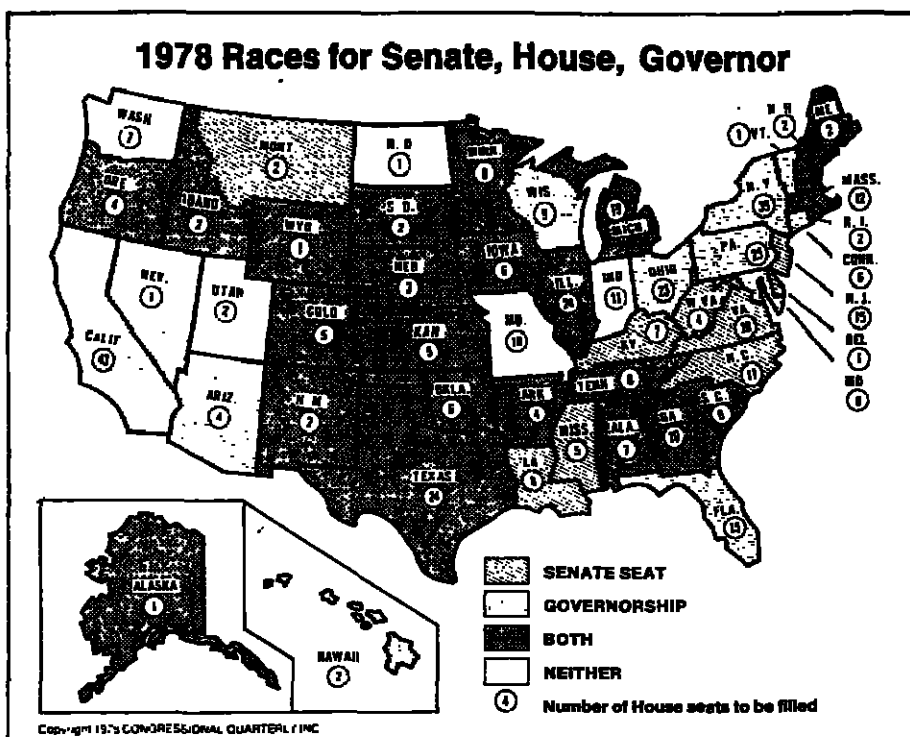 1978 Races for Senate, House, Governor
WASH
7
MONT
2
N. D
1
MINN
8
N H
2
1 VT.
ME.
2
ORE
4
IDAHO
2
WYO
1
S. D.
2
WIS.
9
19
MICH
N. Y
39
MASS.
12
R. I.
2
CONN.
6
N. J.
15
DEL
1
MD
8
NEV.
1
UTAH
2
COLO
5
NEB
3
IOWA
6
ILL.
24
IND
11
OHIO
23
PA
25
W. VA
4
VA
10
CALIF
43
ARIZ.
4
N M
2
KAN
5
MO.
10
KY.
7
N. C
11
OKLA.
6
ARK
4
TENN 8
S. C.
6
TEXAS
24
LA
8
MISS
5
ALA.
7
GA
10
FLA.
15
ALASKA
1
HAWAII
2
SENATE SEAT
GOVERNORSHIP
BOTH
NEITHER
4 Number of House seats to be filled
CONGRESSIONAL QUARTERLY INC